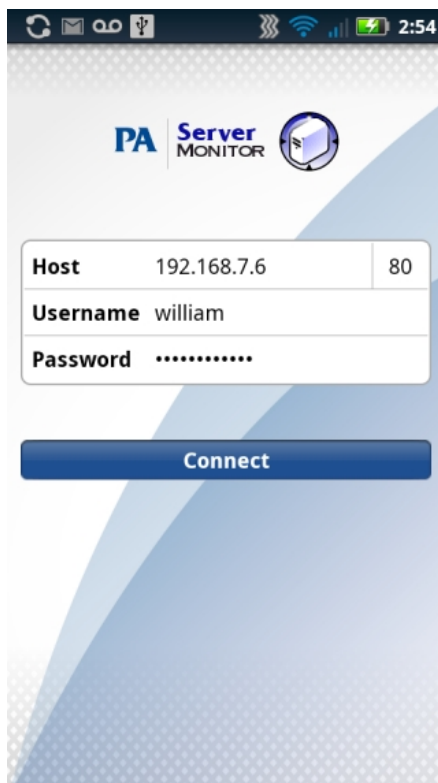 2:54
PA Server
MONITOR
Host 192.168.7.6 80
Username william
Password ••••••••••••
Connect